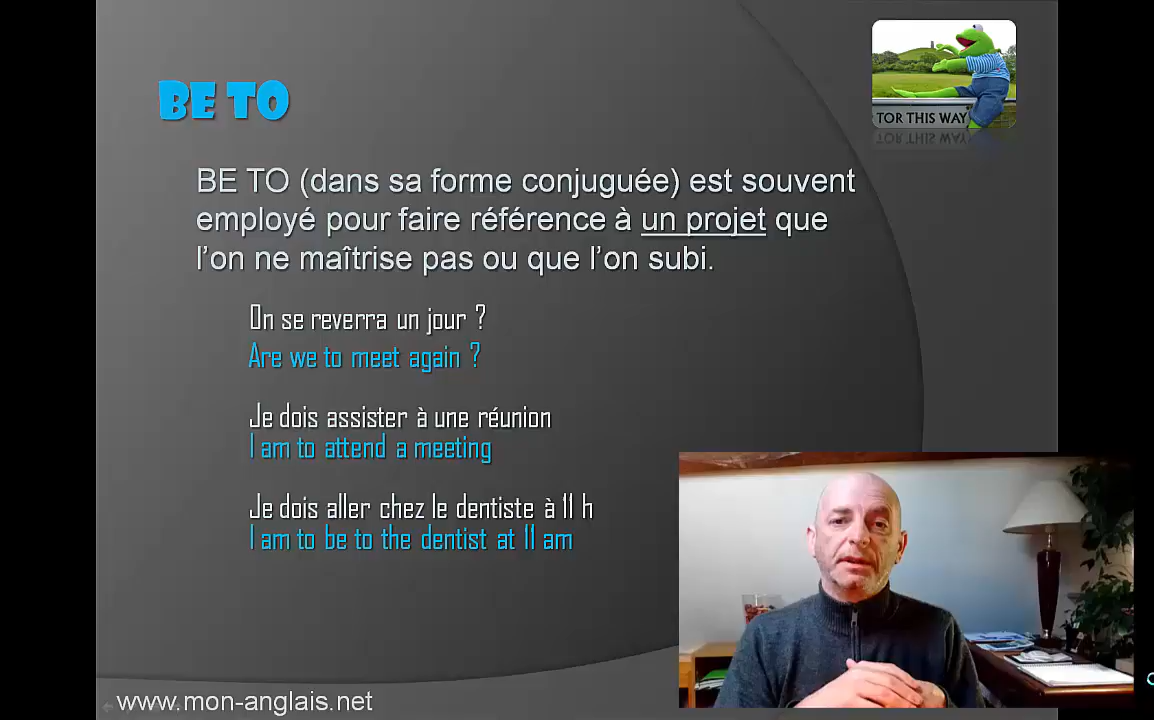 BE TO
TOR THIS WAY
BE TO (dans sa forme conjuguée) est souvent
employé pour faire référence à un projet que
l'on ne maîtrise pas ou que l'on subi.
On se reverra un jour ?
Are we to meet again ?
Je dois assister à une réunion
I am to attend a meeting
Je dois aller chez le dentiste à 11 h
I am to be to the dentist at 11 am
www.mon-anglais.net